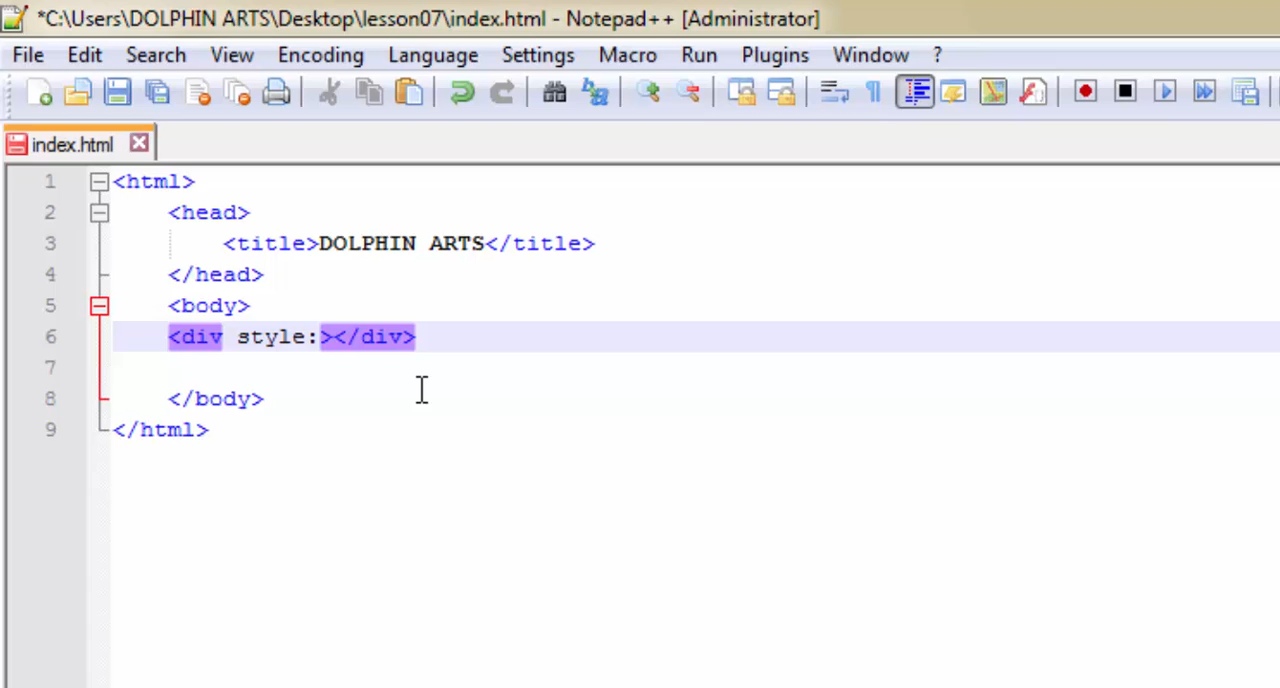 *C:\Users\DOLPHIN ARTS\Desktop\lesson07\index.html - Notepad++ [Administrator]
File Edit Search View Encoding Language Settings Macro Run Plugins Window ?
index.html
1 <html>
2 <head>
3 <title>DOLPHIN ARTS</title>
4 </head>
5 <body>
6 <div style:></div>
7
8 </body>
9 </html>